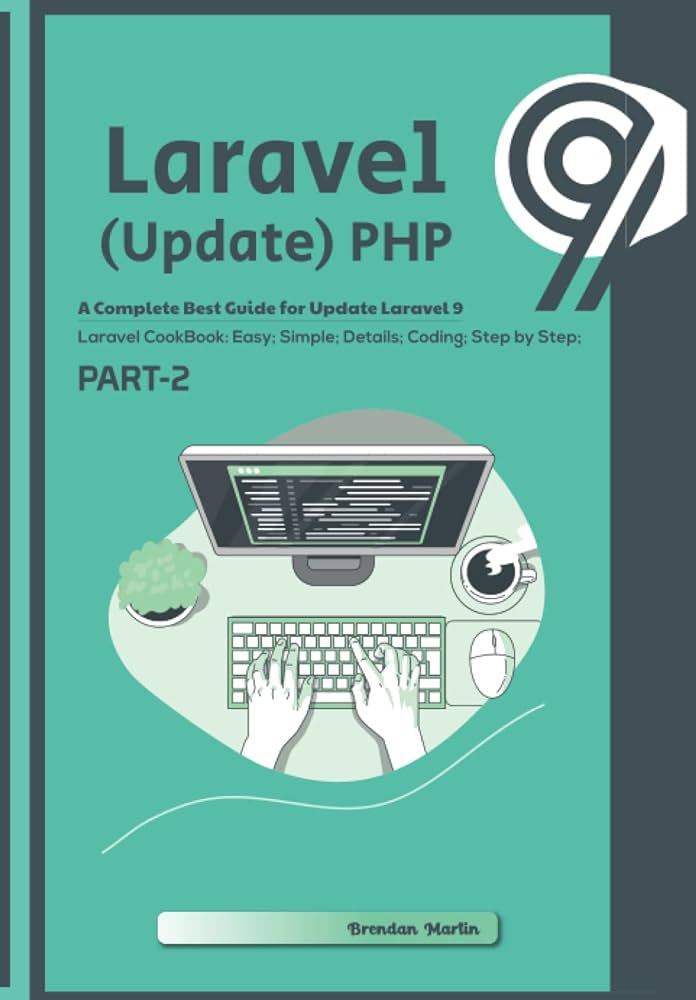 Laravel
9
(Update) PHP
A Complete Best Guide for Update Laravel 9
Laravel CookBook: Easy; Simple; Details; Coding; Step by Step;
PART-2
Brendan Martin